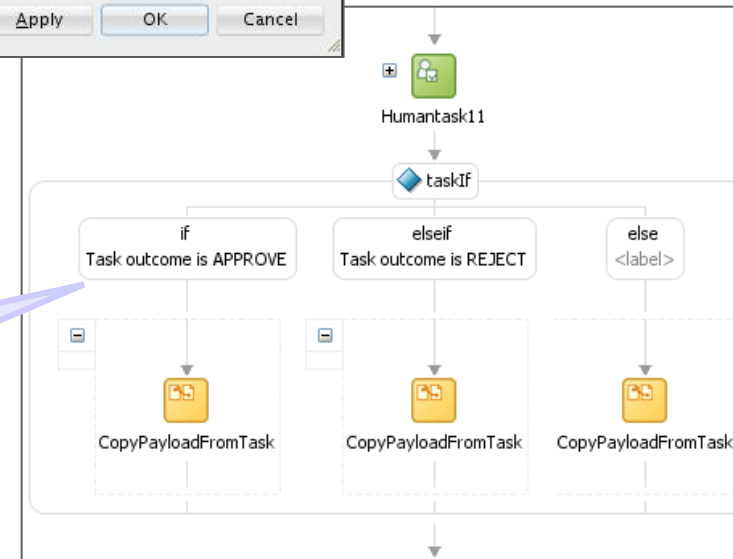 Apply OK Cancel
Humantask11
taskIf
if
Task outcome is APPROVE
elseif
Task outcome is REJECT
else
<label>
CopyPayloadFromTask
CopyPayloadFromTask
CopyPayloadFromTask